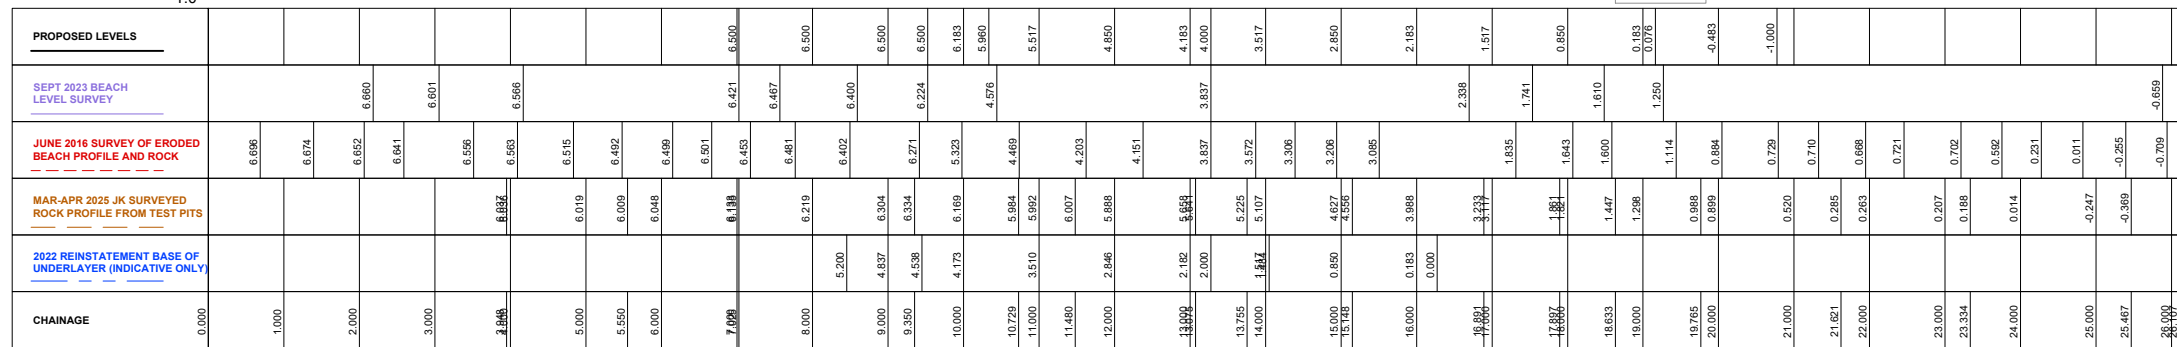 PROPOSED LEVELS 6.500 6.500 6.500 6.500 6.183 5.960 5.517 4.850 4.183 4.000 3.517 2.850 2.183 1.517 0.850 0.183 0.076 -0.483 -1.000
SEPT 2023 BEACH
LEVEL SURVEY 6.660 6.601 6.566 6.421 6.467 6.400 6.224 4.576 3.837 2.338 1.741 1.610 1.250 -0.659
JUNE 2016 SURVEY OF ERODED
BEACH PROFILE AND ROCK 6.696 6.674 6.652 6.641 6.556 6.563 6.515 6.492 6.499 6.501 6.453 6.481 6.402 6.271 5.323 4.469 4.203 4.151 3.837 3.572 3.306 3.206 3.085 1.835 1.643 1.600 1.114 0.884 0.729 0.710 0.668 0.721 0.702 0.592 0.231 0.011 -0.255 -0.709
MAR-APR 2025 JK SURVEYED
ROCK PROFILE FROM TEST PITS 6.019 6.009 6.048 6.219 6.304 6.334 6.169 5.984 5.992 6.007 5.888 5.225 5.107 4.627 4.556 3.988 3.233 1.447 1.298 0.988 0.899 0.520 0.285 0.263 0.207 0.188 0.014 -0.247 -0.369
2022 REINSTATEMENT BASE OF
UNDERLAYER (INDICATIVE ONLY) 5.200 4.837 4.538 4.173 3.510 2.846 2.182 2.000 1.517 0.850 0.183 0.000
CHAINAGE 0.000 1.000 2.000 3.000 5.000 5.550 6.000 8.000 9.000 9.350 10.000 10.729 11.000 11.480 12.000 13.000 13.755 14.000 15.000 15.148 16.000 16.891 17.000 17.897 18.633 19.000 19.765 20.000 21.000 21.621 22.000 23.000 23.334 24.000 25.000 25.467 26.000 26.107